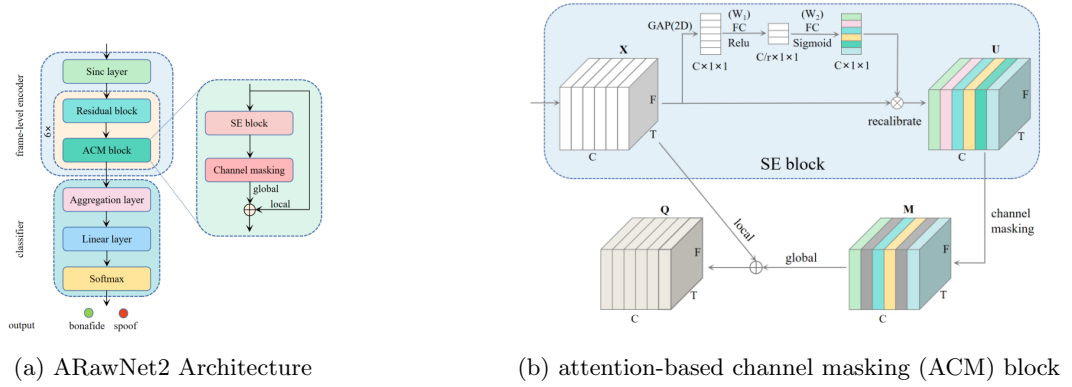 frame-level encoder
6×
Sinc layer
Residual block
ACM block
SE block
Channel masking
global
local
classifier
Aggregation layer
Linear layer
Softmax
output
bonafide
spoof
(a) ARawNet2 Architecture
X
F
T
C
GAP(2D)
C×1×1
(W₁)
FC
Relu
C/r×1×1
(W₂)
FC
Sigmoid
C×1×1
recalibrate
U
F
T
C
SE block
channel
masking
M
F
T
C
global
local
Q
F
T
C
(b) attention-based channel masking (ACM) block